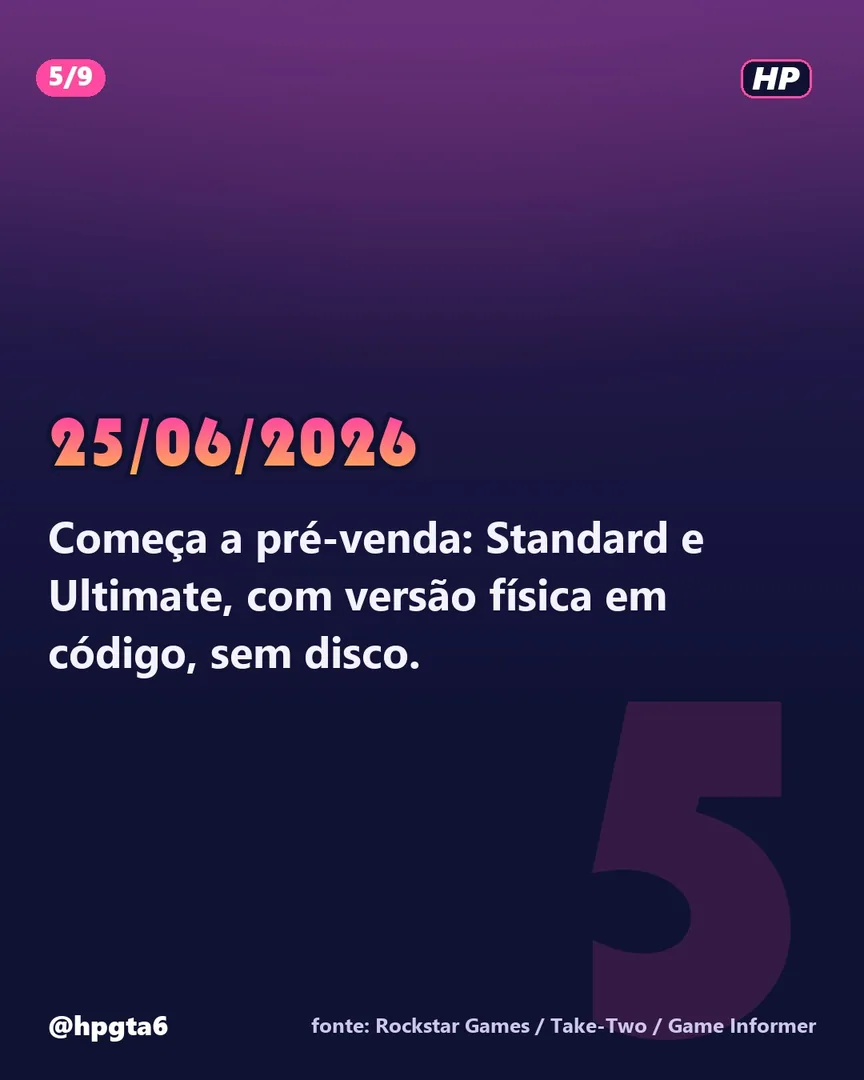 5/9
HP
25/06/2026
Começa a pré-venda: Standard e
Ultimate, com versão física em
código, sem disco.
5
@hpgta6
fonte: Rockstar Games / Take-Two / Game Informer